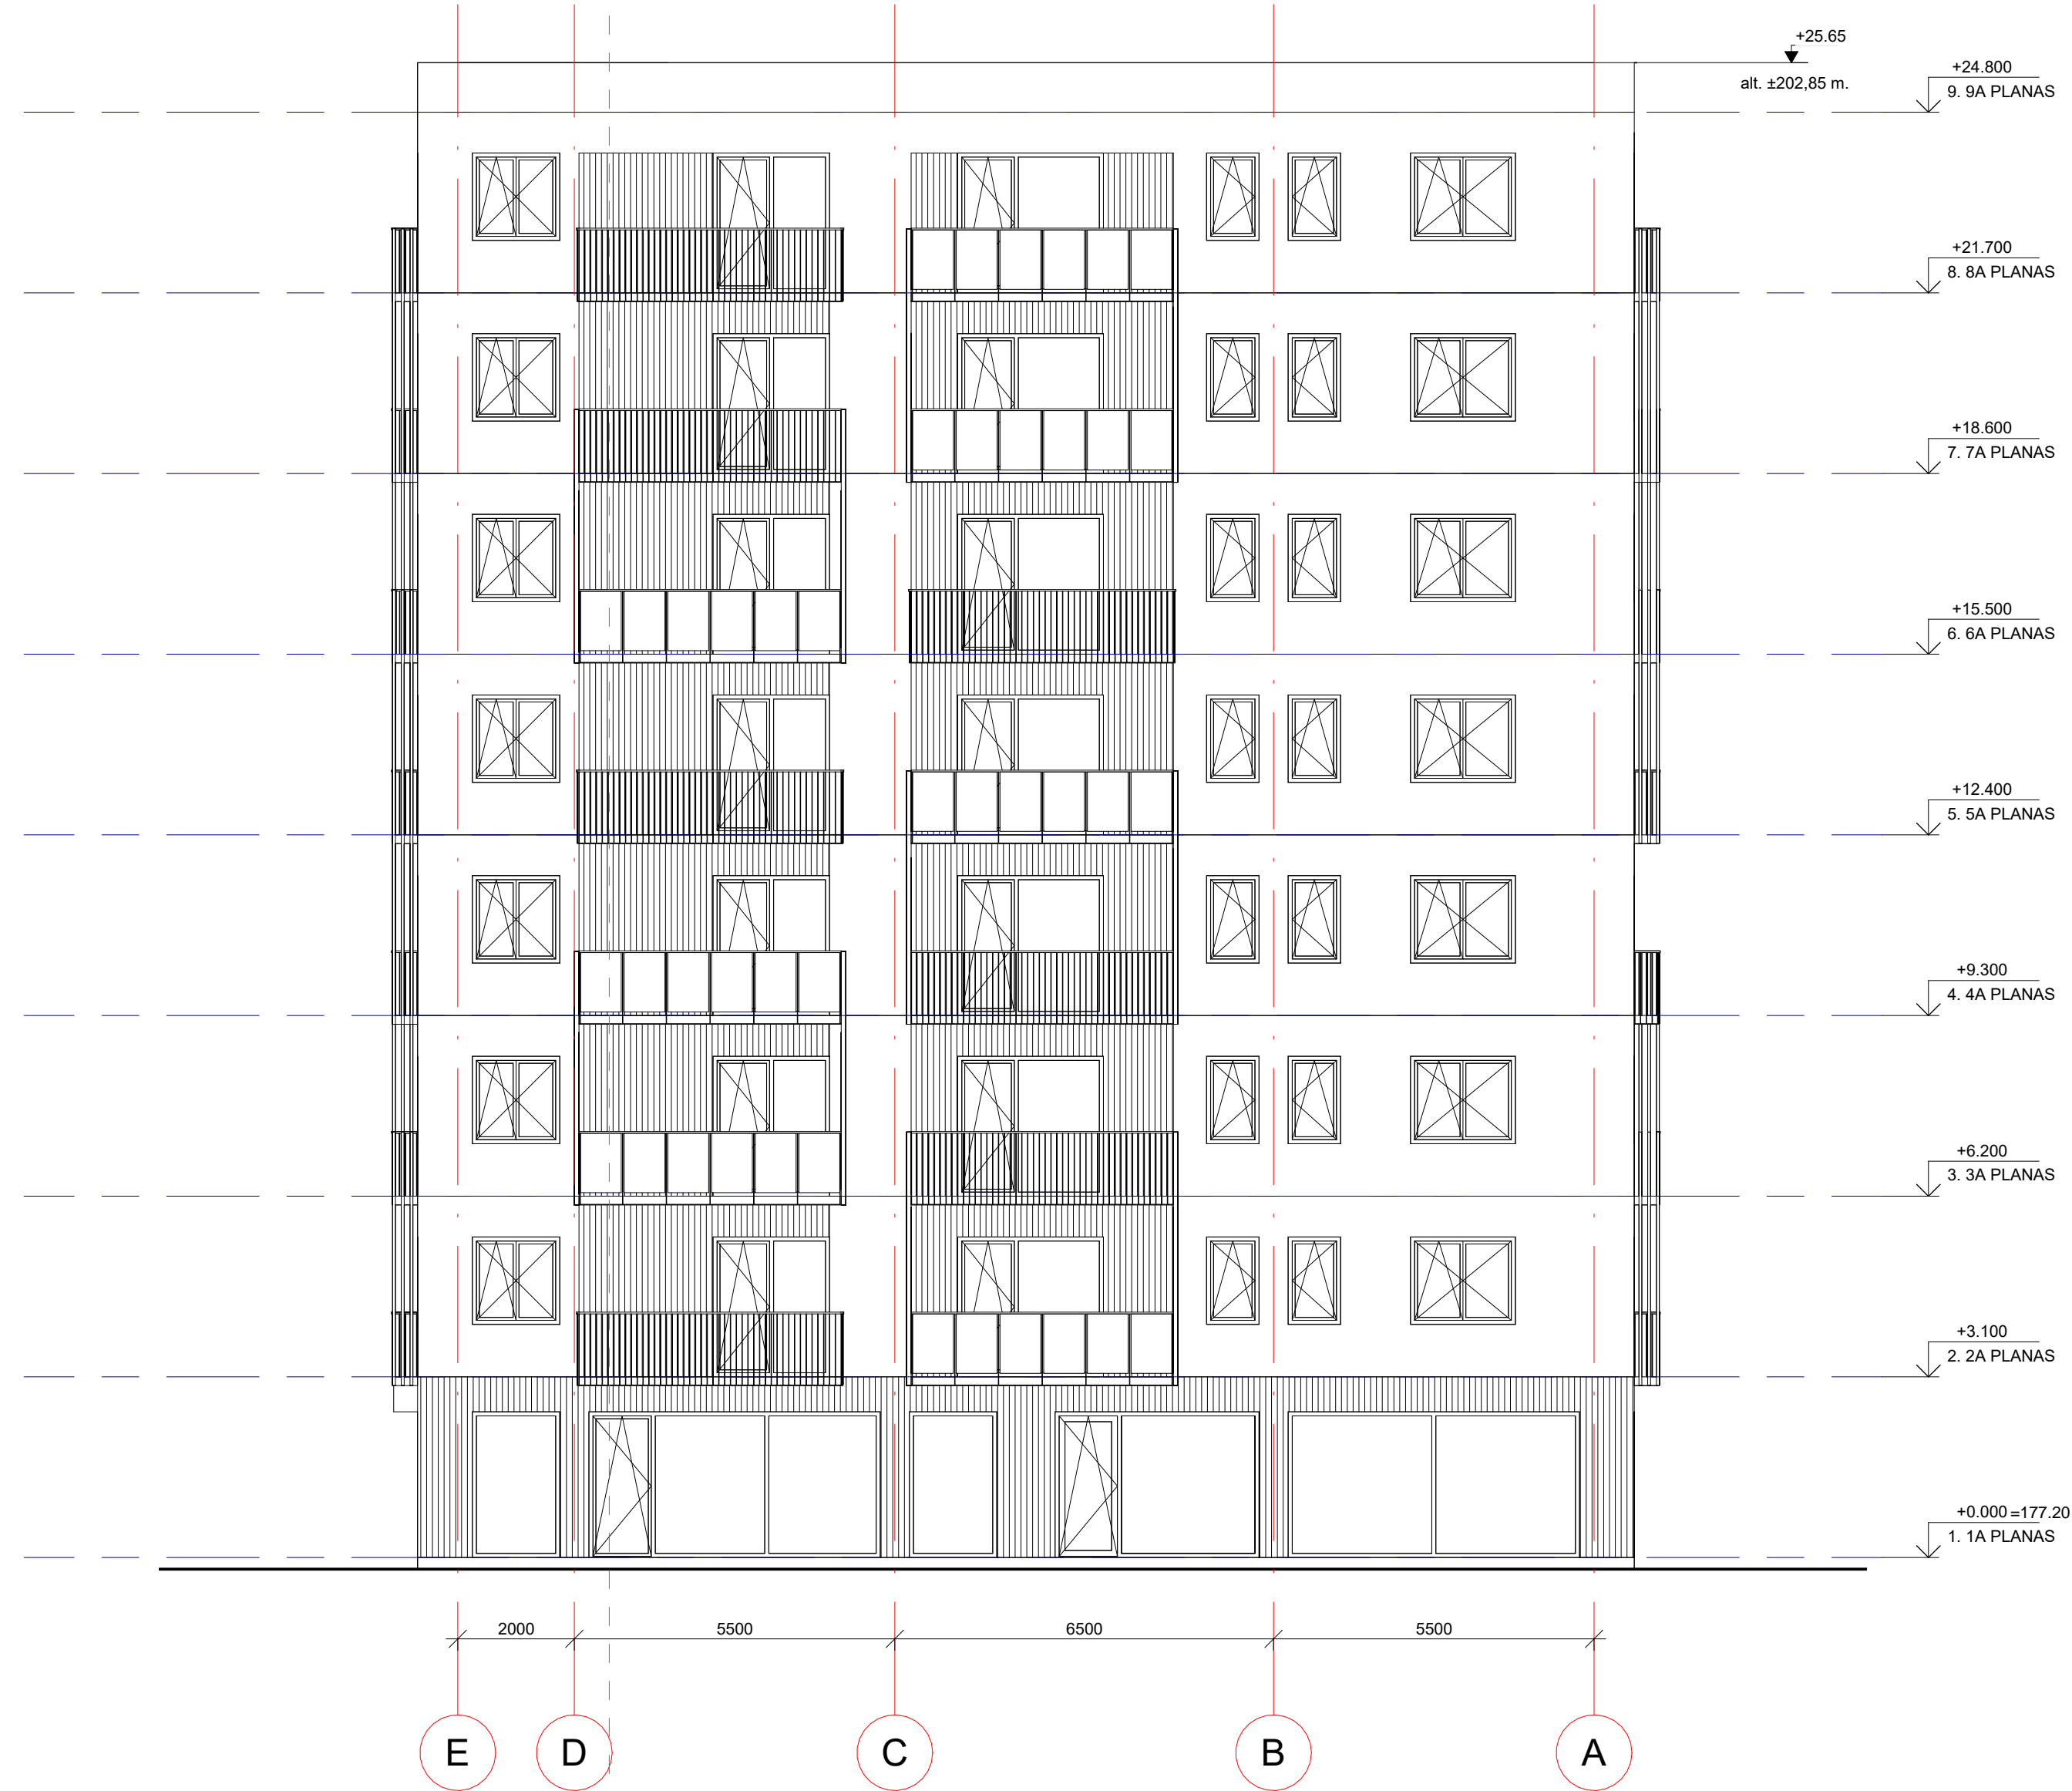 +25.65
alt. ±202,85 m.
+24.800
9. 9A PLANAS
+21.700
8. 8A PLANAS
+18.600
7. 7A PLANAS
+15.500
6. 6A PLANAS
+12.400
5. 5A PLANAS
+9.300
4. 4A PLANAS
+6.200
3. 3A PLANAS
+3.100
2. 2A PLANAS
+0.000 =177.20
1. 1A PLANAS
2000 5500 6500 5500
E D C B A